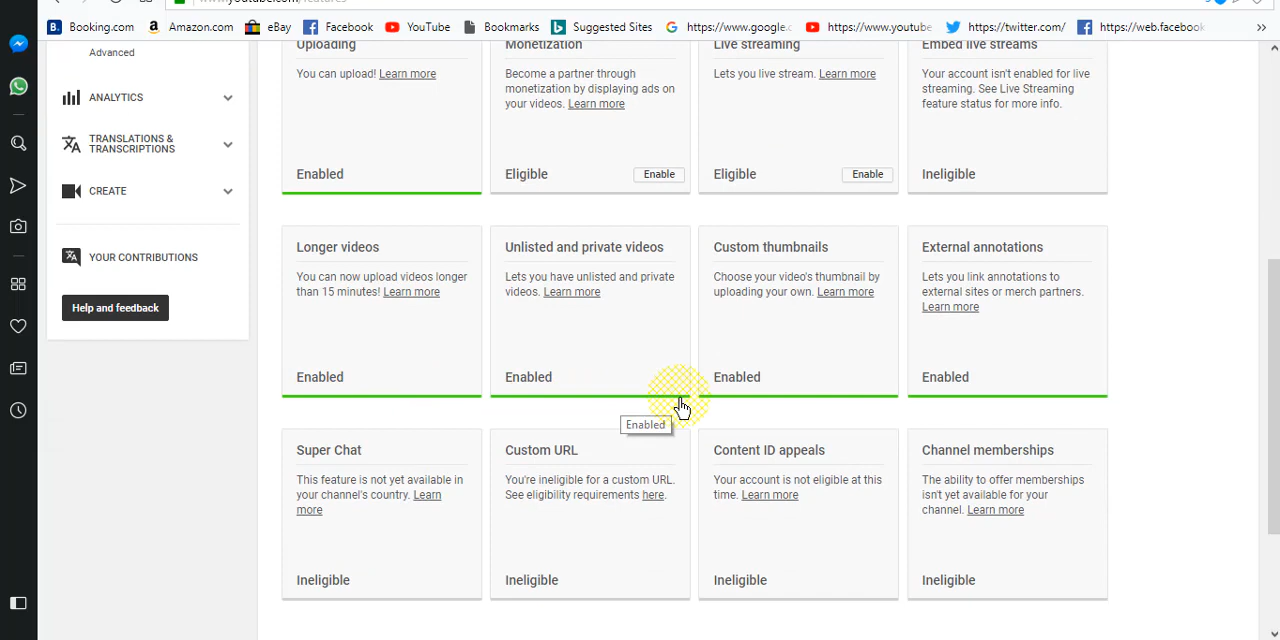 www.youtube.com/features
Booking.com
Amazon.com
eBay
Facebook
YouTube
Bookmarks
Suggested Sites
https://www.google.c
https://www.youtube
https://twitter.com/
https://web.facebook
Advanced
ANALYTICS
TRANSLATIONS &
TRANSCRIPTIONS
CREATE
YOUR CONTRIBUTIONS
Help and feedback
Uploading
You can upload! Learn more
Enabled
Monetization
Become a partner through
monetization by displaying ads on
your videos. Learn more
Eligible
Enable
Live streaming
Lets you live stream. Learn more
Eligible
Enable
Embed live streams
Your account isn't enabled for live
streaming. See Live Streaming
feature status for more info.
Ineligible
Longer videos
You can now upload videos longer
than 15 minutes! Learn more
Enabled
Unlisted and private videos
Lets you have unlisted and private
videos. Learn more
Enabled
Custom thumbnails
Choose your video's thumbnail by
uploading your own. Learn more
Enabled
External annotations
Lets you link annotations to
external sites or merch partners.
Learn more
Enabled
Enabled
Super Chat
This feature is not yet available in
your channel's country. Learn
more
Ineligible
Custom URL
You're ineligible for a custom URL.
See eligibility requirements here.
Ineligible
Content ID appeals
Your account is not eligible at this
time. Learn more
Ineligible
Channel memberships
The ability to offer memberships
isn't yet available for your
channel. Learn more
Ineligible